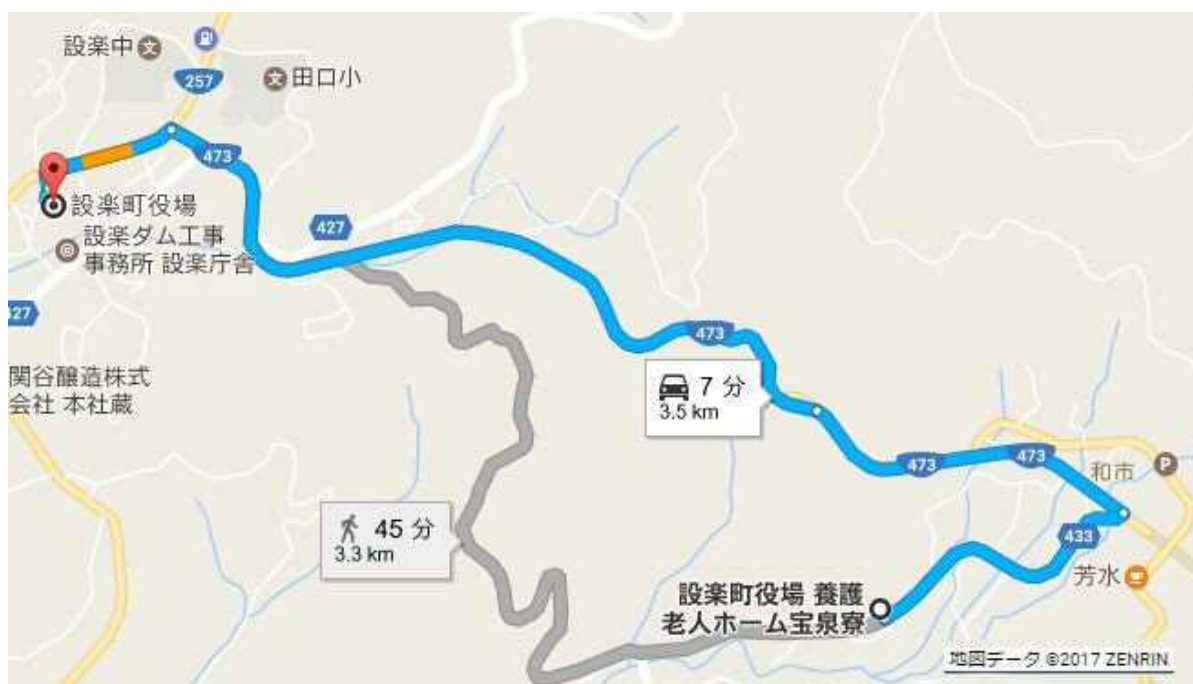 設楽中
文
257
文
田口小
473
設楽町役場
427
設楽ダム工事
事務所 設楽庁舎
427
473
関谷醸造株式
会社 本社蔵
7 分
3.5 km
473
473
和市
P
45 分
3.3 km
433
芳水
設楽町役場 養護
老人ホーム宝泉寮
地図データ ©2017 ZENRIN